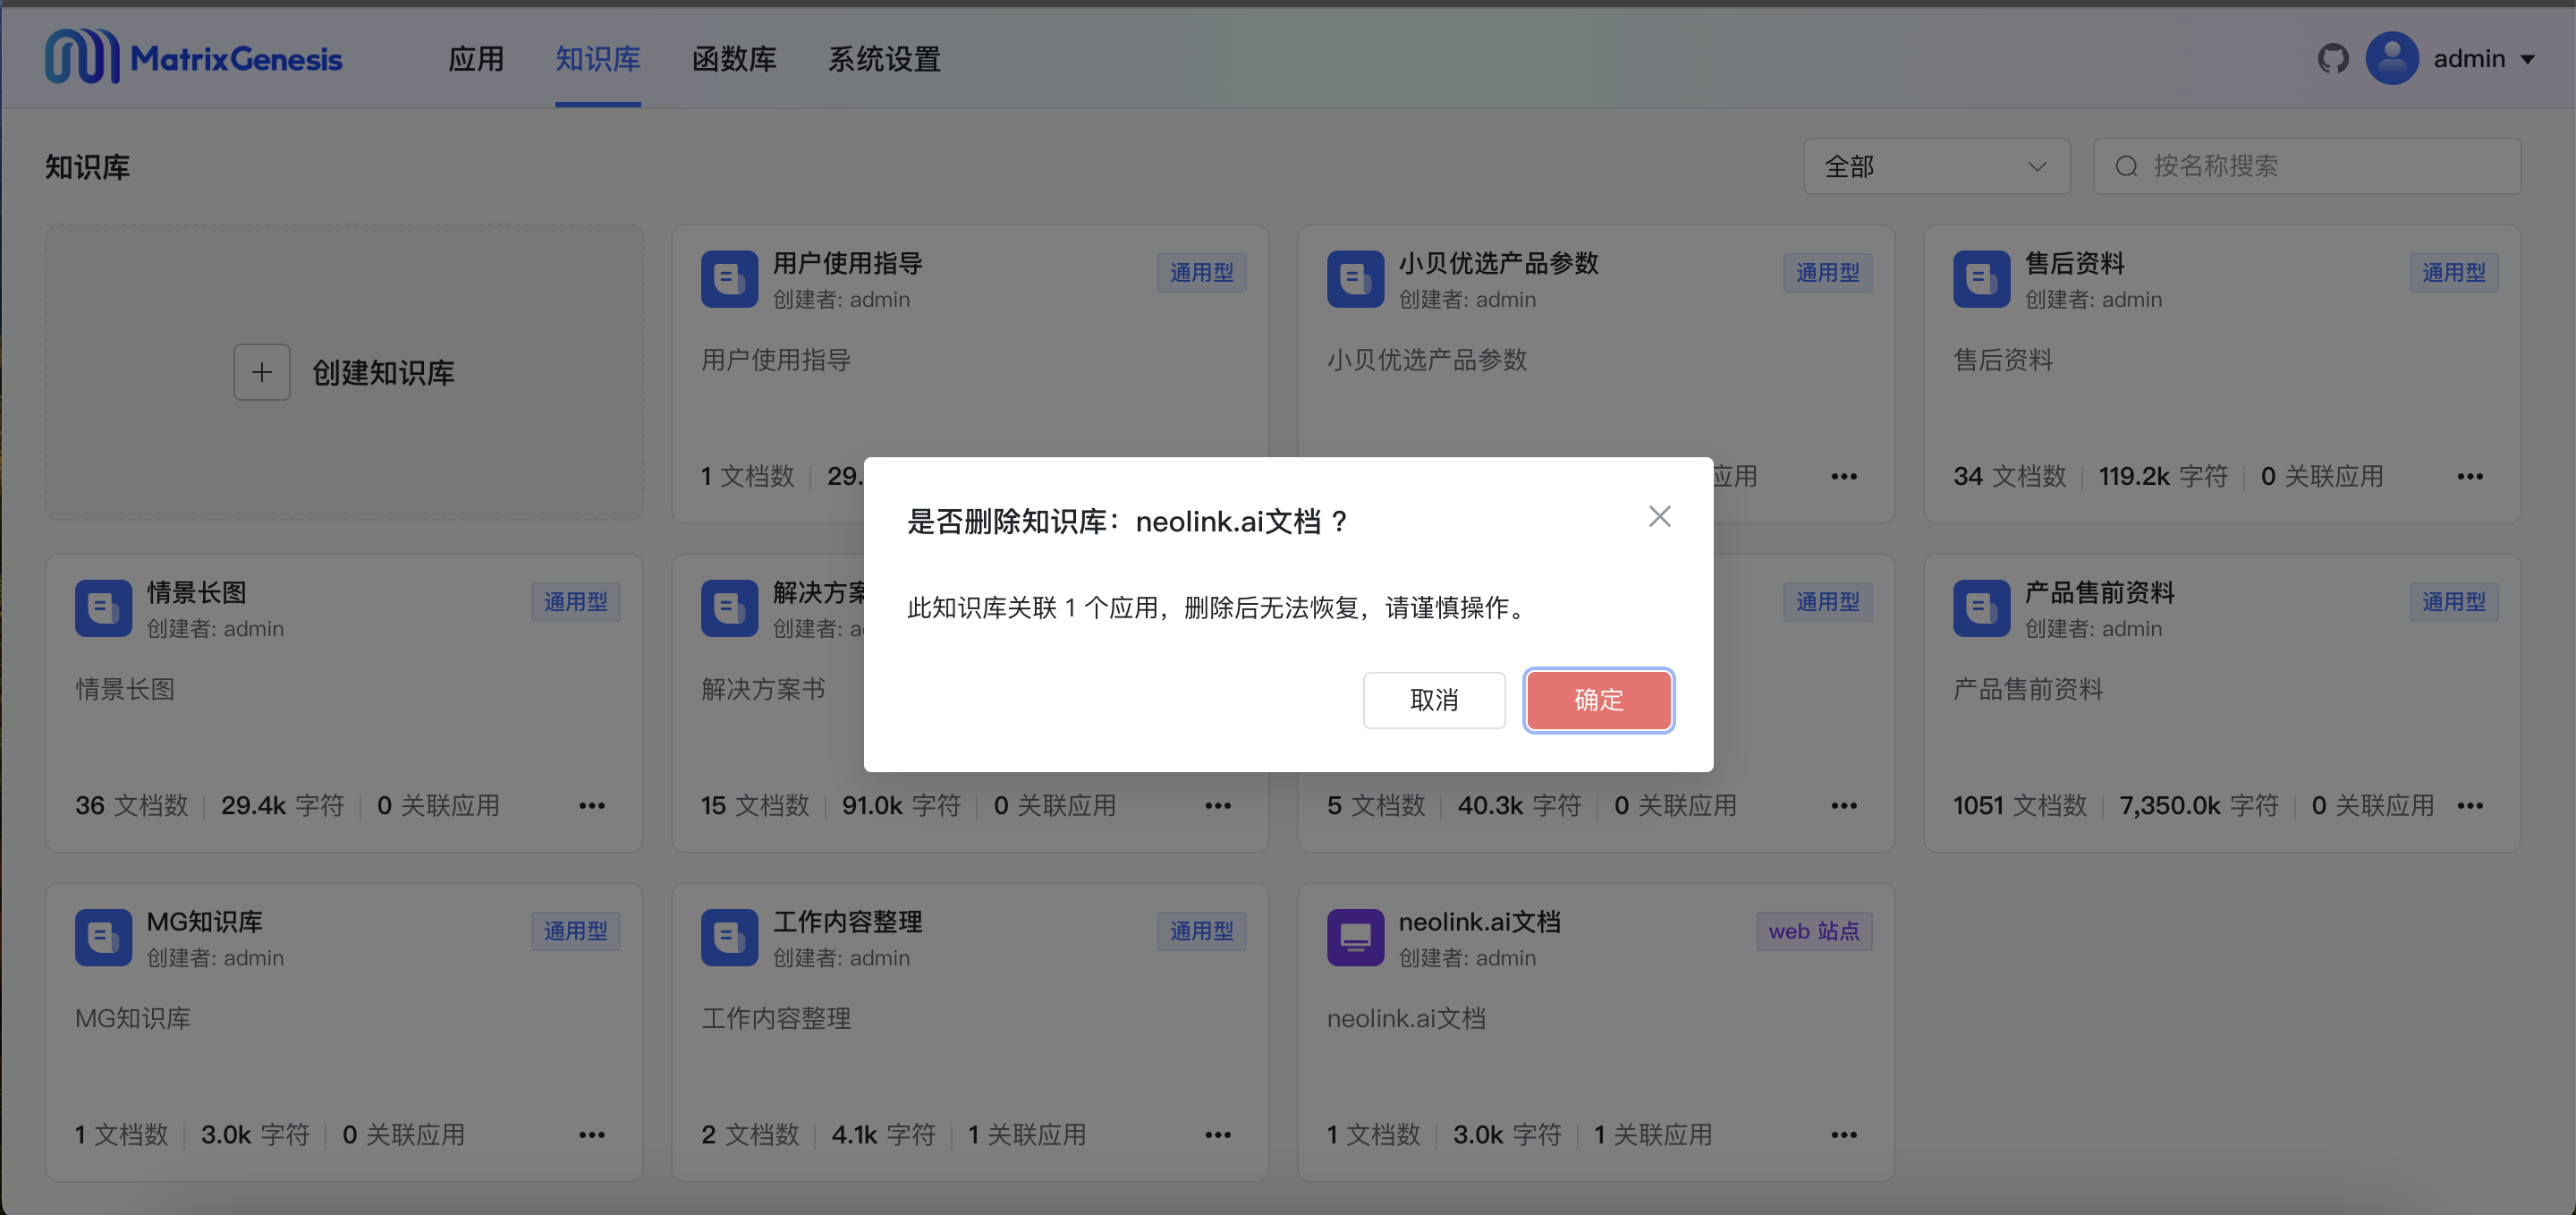 MatrixGenesis 应用 知识库 函数库 系统设置 admin
知识库 全部 按名称搜索
创建知识库
用户使用指导 通用型
创建者: admin
用户使用指导
1 文档数 29.
小贝优选产品参数 通用型
创建者: admin
小贝优选产品参数
应用
售后资料 通用型
创建者: admin
售后资料
34 文档数 119.2k 字符 0 关联应用
是否删除知识库：neolink.ai文档 ?
此知识库关联 1 个应用，删除后无法恢复，请谨慎操作。
取消 确定
情景长图 通用型
创建者: admin
情景长图
36 文档数 29.4k 字符 0 关联应用
解决方案
创建者: a
解决方案书
15 文档数 91.0k 字符 0 关联应用
通用型
5 文档数 40.3k 字符 0 关联应用
产品售前资料 通用型
创建者: admin
产品售前资料
1051 文档数 7,350.0k 字符 0 关联应用
MG知识库 通用型
创建者: admin
MG知识库
1 文档数 3.0k 字符 0 关联应用
工作内容整理 通用型
创建者: admin
工作内容整理
2 文档数 4.1k 字符 1 关联应用
neolink.ai文档 web 站点
创建者: admin
neolink.ai文档
1 文档数 3.0k 字符 1 关联应用